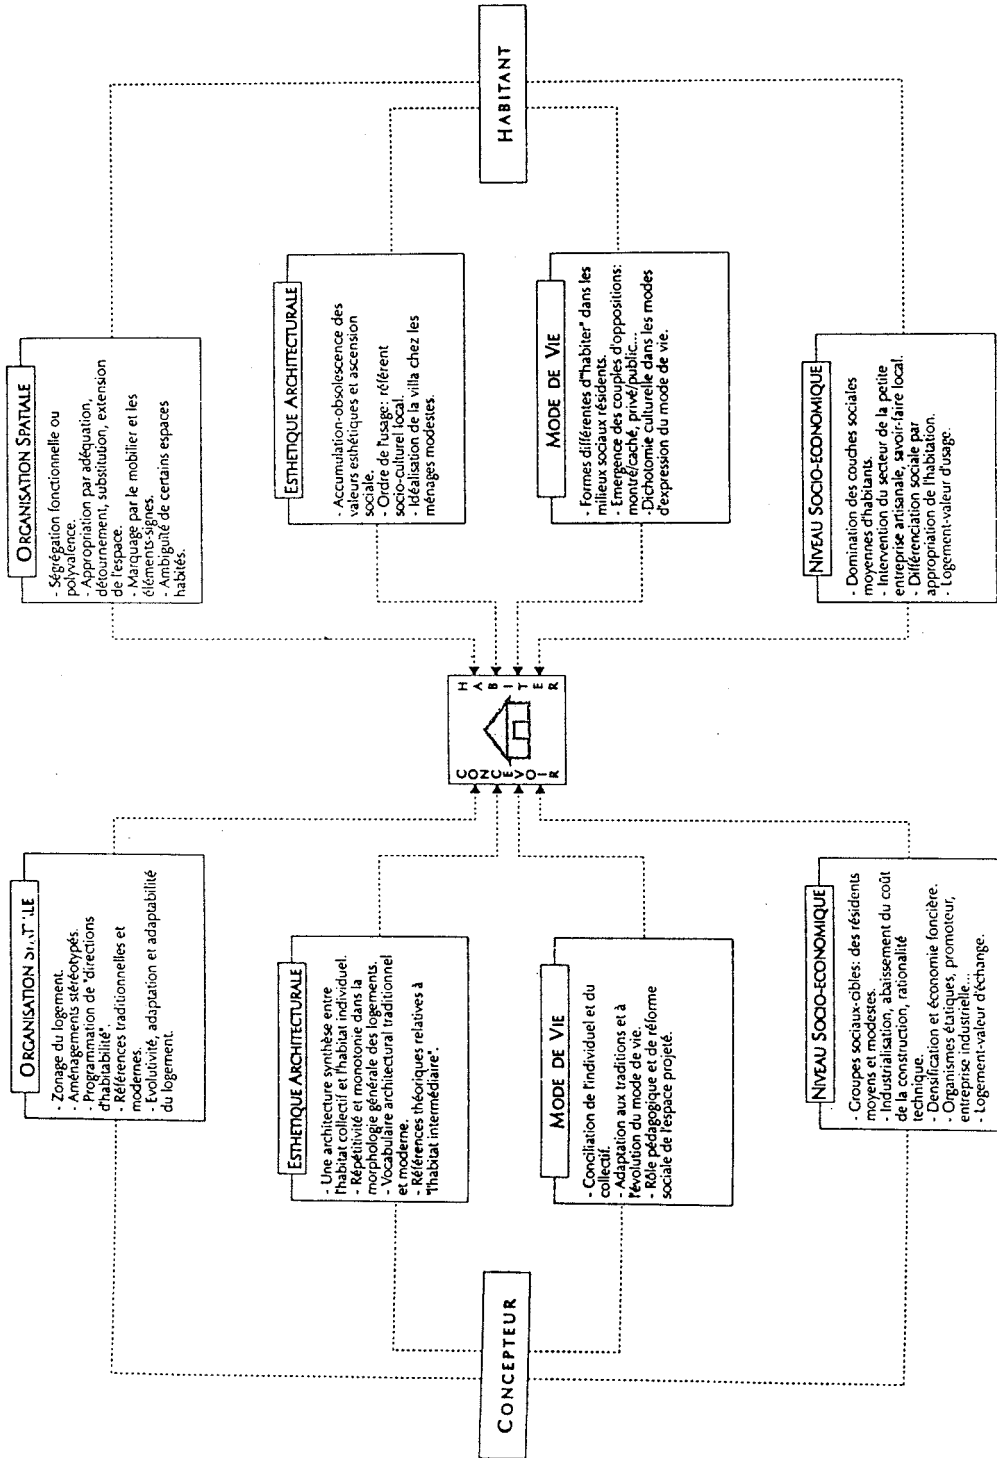 CONCEPTEUR
ORGANISATION
- Zonage du logement.
- Aménagements stéréotypés.
- Programmation de "directions
d'habitabilité".
- Références traditionnelles et
modernes.
- Evolutivité, adaptation et adaptabilité
du logement.
ESTHETIQUE ARCHITECTURALE
- Une architecture synthèse entre
l'habitat collectif et l'habitat individuel.
- Répétitivité et monotonie dans la
morphologie générale des logements.
- Vocabulaire architectural traditionnel
et moderne.
- Références théoriques relatives à
"l'habitat intermédiaire".
MODE DE VIE
- Conciliation de l'individuel et du
collectif.
- Adaptation aux traditions et à
l'évolution du mode de vie.
- Rôle pédagogique et de réforme
sociale de l'espace projeté.
NIVEAU SOCIO-ECONOMIQUE
- Groupes sociaux-cibles: des résidents
moyens et modestes.
- Industrialisation, abaissement du coût
de la construction, rationalité
technique.
- Densification et économie foncière.
- Organismes étatiques, promoteur,
entreprise industrielle...
- Logement-valeur d'échange.
CONCEVOIR
HABITER
ORGANISATION SPATIALE
- Ségrégation fonctionnelle ou
polyvalence.
- Appropriation par adéquation,
détournement, substitution, extension
de l'espace.
- Marquage par le mobilier et les
éléments-signes.
- Ambiguïté de certains espaces
habités.
ESTHETIQUE ARCHITECTURALE
- Accumulation-obsolescence des
valeurs esthétiques et ascension
sociale.
- Ordre de l'usage: référent
socio-culturel local.
- Idéalisation de la villa chez les
ménages modestes.
MODE DE VIE
- Formes différentes d'"habiter" dans les
milieux sociaux résidents.
- Emergence des couples d'oppositions:
montré/caché, privé/public...
-Dichotomie culturelle dans les modes
d'expression du mode de vie.
NIVEAU SOCIO-ECONOMIQUE
- Domination des couches sociales
moyennes d'habitants.
- Intervention du secteur de la petite
entreprise artisanale, savoir-faire local.
- Différenciation sociale par
appropriation de l'habitation.
- Logement-valeur d'usage.
HABITANT